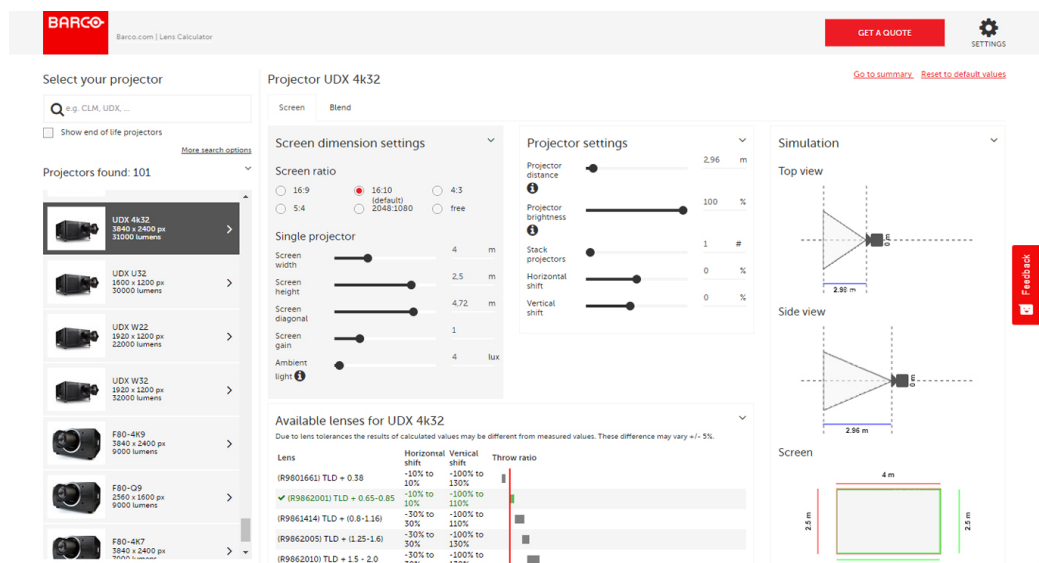 BARCO
Barco.com | Lens Calculator
GET A QUOTE
SETTINGS
Select your projector
e.g. CLM, UDX, ...
Show end of life projectors
More search options
Projectors found: 101
UDX 4k32
3840 x 2400 px
31000 lumens
UDX U32
1600 x 1200 px
30000 lumens
UDX W22
1920 x 1200 px
22000 lumens
UDX W32
1920 x 1200 px
32000 lumens
F80-4K9
3840 x 2400 px
9000 lumens
F80-Q9
2560 x 1600 px
9000 lumens
F80-4K7
3840 x 2400 px
7000 lumens
Projector UDX 4k32
Go to summary Reset to default values
Screen Blend
Screen dimension settings
Screen ratio
16:9 16:10 4:3
(default)
5:4 2048:1080 free
Single projector
Screen width 4 m
Screen height 2,5 m
Screen diagonal 4,72 m
Screen gain 1
Ambient light 4 lux
Projector settings
Projector distance 2,96 m
Projector brightness 100 %
Stack projectors 1 #
Horizontal shift 0 %
Vertical shift 0 %
Simulation
Top view
0 m
2.98 m
Side view
0 m
2.96 m
Screen
4 m
2.5 m
2.5 m
Available lenses for UDX 4k32
Due to lens tolerances the results of calculated values may be different from measured values. These difference may vary +/- 5%.
Lens Horizonsal shift Vernical shift Throw ratio
(R9801661) TLD + 0.38 -10% to 10% -100% to 130%
(R9862001) TLD + 0.65-0.85 -10% to 10% -100% to 110%
(R9861414) TLD + (0.8-1.16) -30% to 30% -100% to 110%
(R9862005) TLD + (1.25-1.6) -30% to 30% -100% to 130%
(R9862010) TLD + 1.5 - 2.0 -30% to -100% to
Feedback